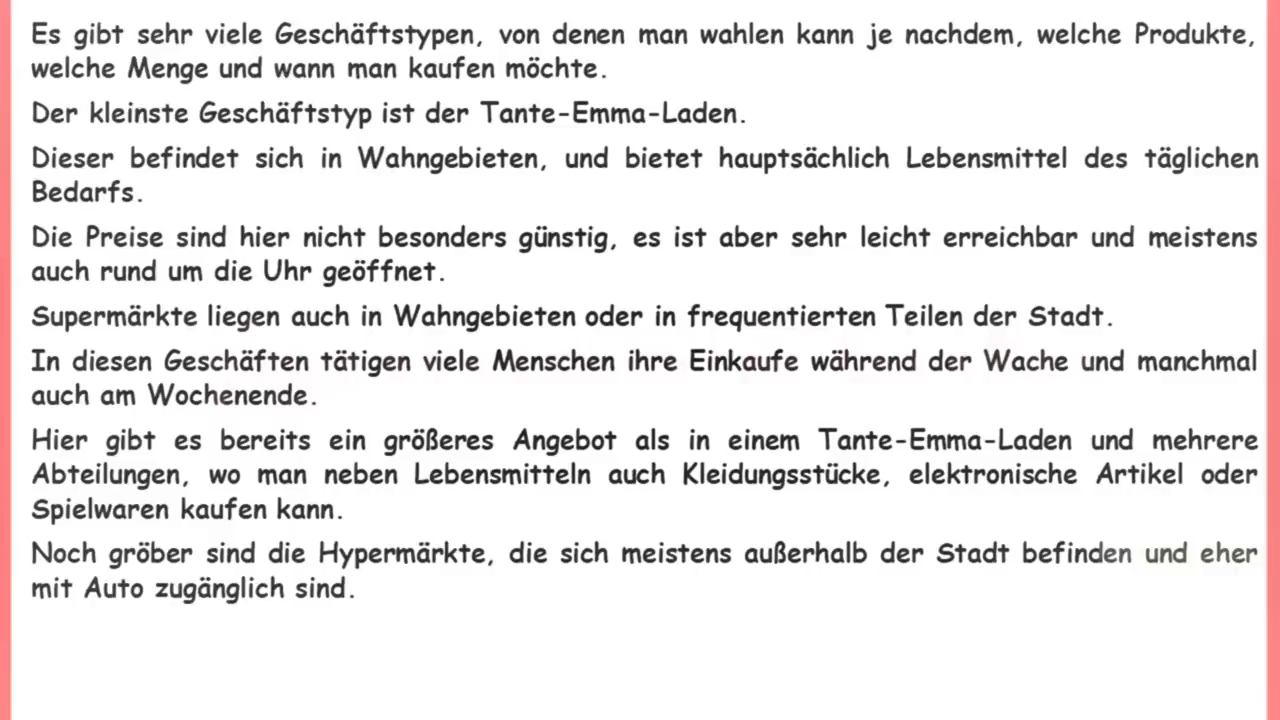 Es gibt sehr viele Geschäftstypen, von denen man wahlen kann je nachdem, welche Produkte,
welche Menge und wann man kaufen möchte.
Der kleinste Geschäftstyp ist der Tante-Emma-Laden.
Dieser befindet sich in Wahngebieten, und bietet hauptsächlich Lebensmittel des täglichen
Bedarfs.
Die Preise sind hier nicht besonders günstig, es ist aber sehr leicht erreichbar und meistens
auch rund um die Uhr geöffnet.
Supermärkte liegen auch in Wahngebieten oder in frequentierten Teilen der Stadt.
In diesen Geschäften tätigen viele Menschen ihre Einkaufe während der Wache und manchmal
auch am Wochenende.
Hier gibt es bereits ein größeres Angebot als in einem Tante-Emma-Laden und mehrere
Abteilungen, wo man neben Lebensmitteln auch Kleidungsstücke, elektronische Artikel oder
Spielwaren kaufen kann.
Noch gröber sind die Hypermärkte, die sich meistens außerhalb der Stadt befinden und eher
mit Auto zugänglich sind.